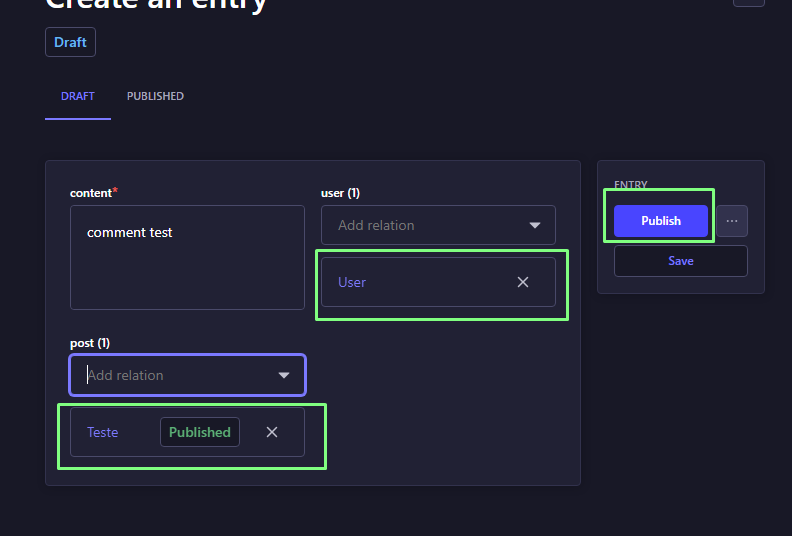 Create an entry
Draft
DRAFT
PUBLISHED
content*
comment test
user (1)
Add relation
User
post (1)
Add relation
Teste
Published
ENTRY
Publish
...
Save